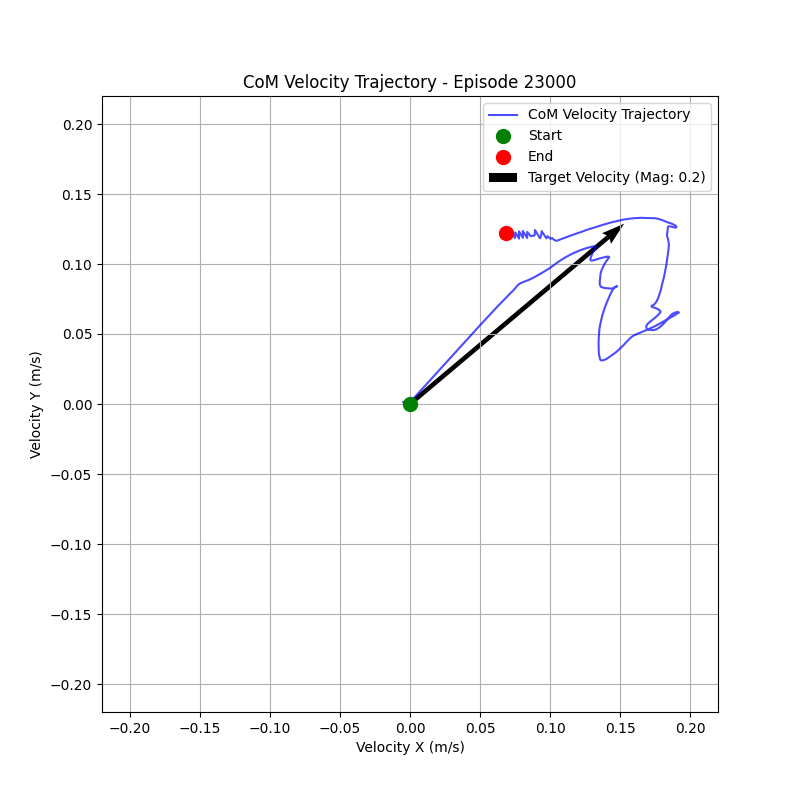 CoM Velocity Trajectory - Episode 23000
CoM Velocity Trajectory
Start
End
Target Velocity (Mag: 0.2)
0.20
0.15
0.10
0.05
0.00
−0.05
−0.10
−0.15
−0.20
Velocity Y (m/s)
−0.20 −0.15 −0.10 −0.05 0.00 0.05 0.10 0.15 0.20
Velocity X (m/s)